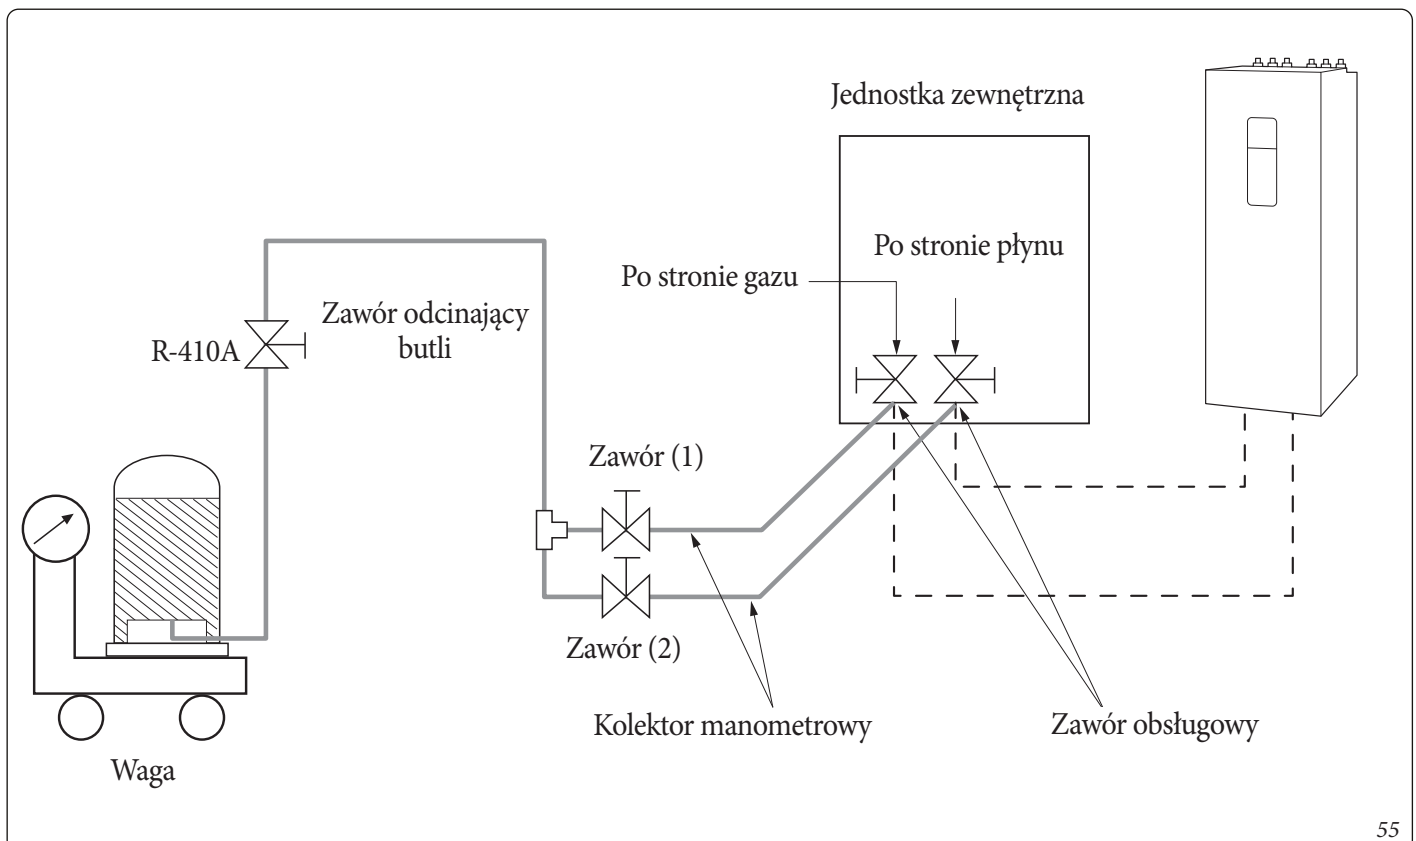 Jednostka zewnętrzna
Po stronie płynu
Po stronie gazu
Zawór odcinający
butli
R-410A
Zawór (1)
Zawór (2)
Kolektor manometrowy
Zawór obsługowy
Waga
55